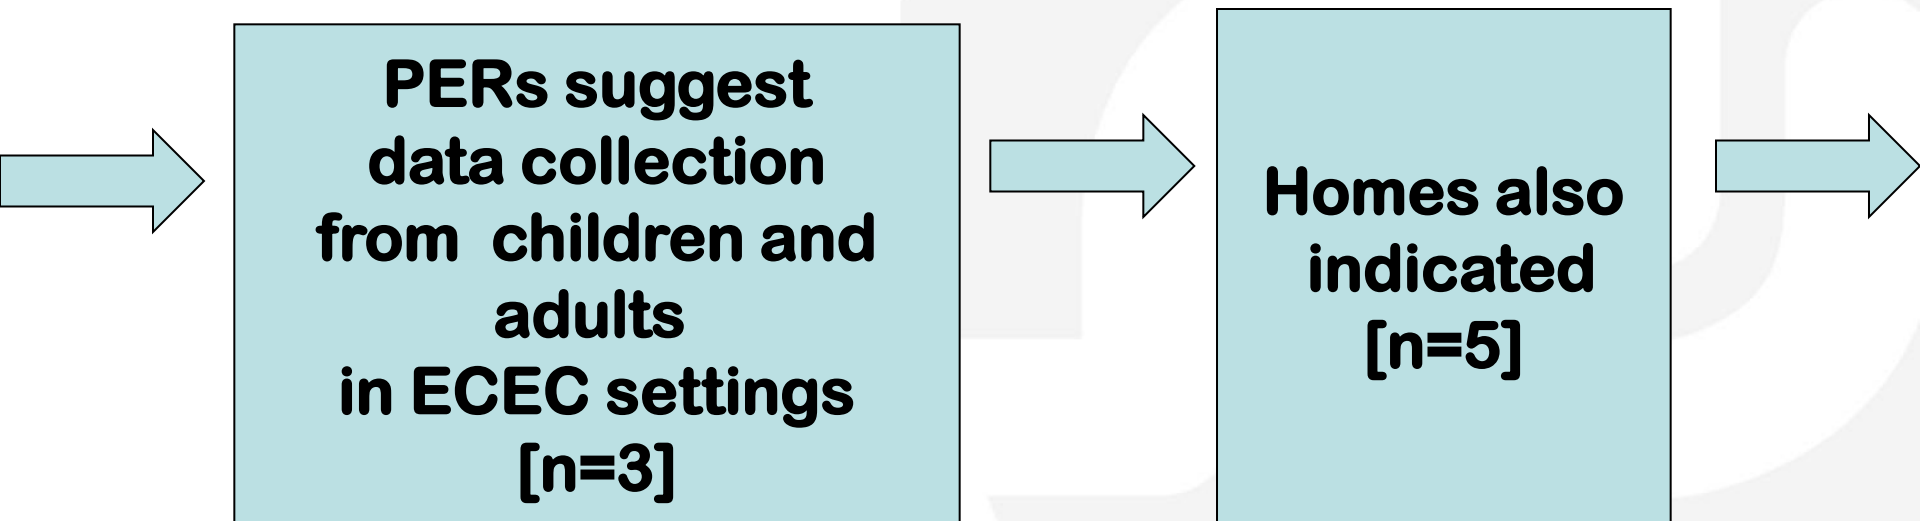 PERs suggest
data collection
from children and
adults
in ECEC settings
[n=3]
Homes also
indicated
[n=5]